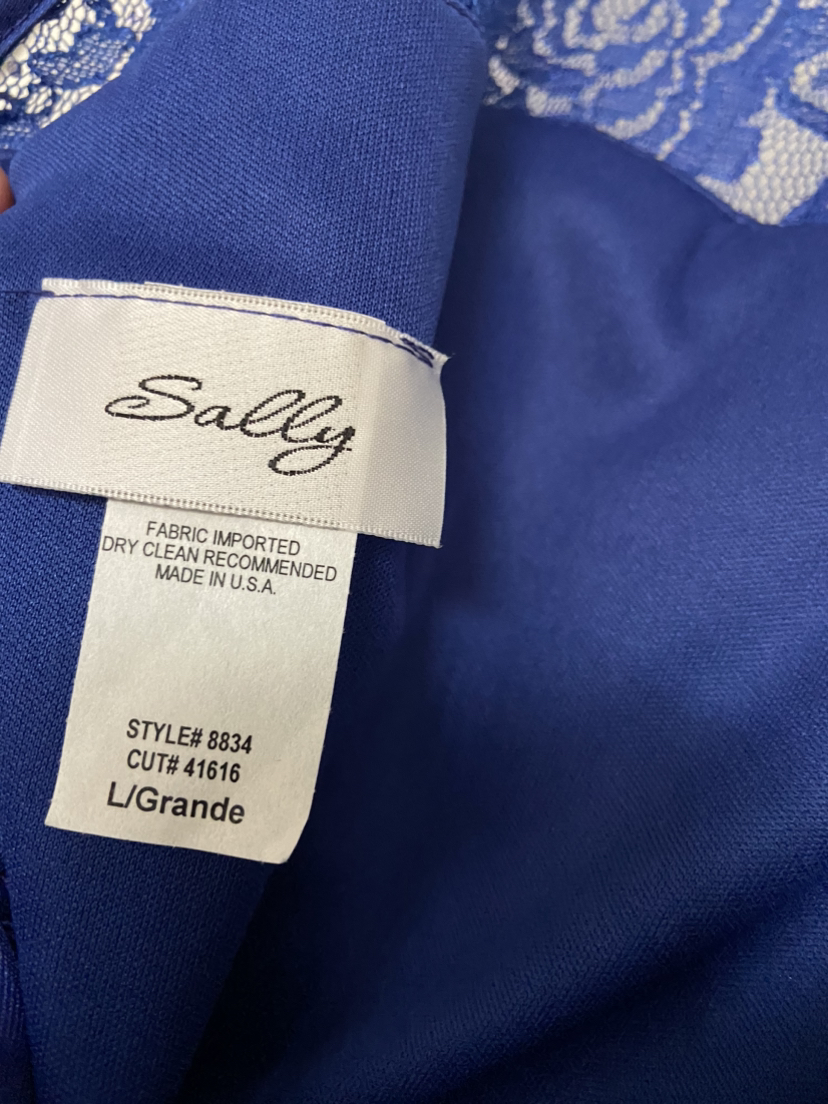 Sally
FABRIC IMPORTED
DRY CLEAN RECOMMENDED
MADE IN U.S.A.
STYLE# 8834
CUT# 41616
L/Grande